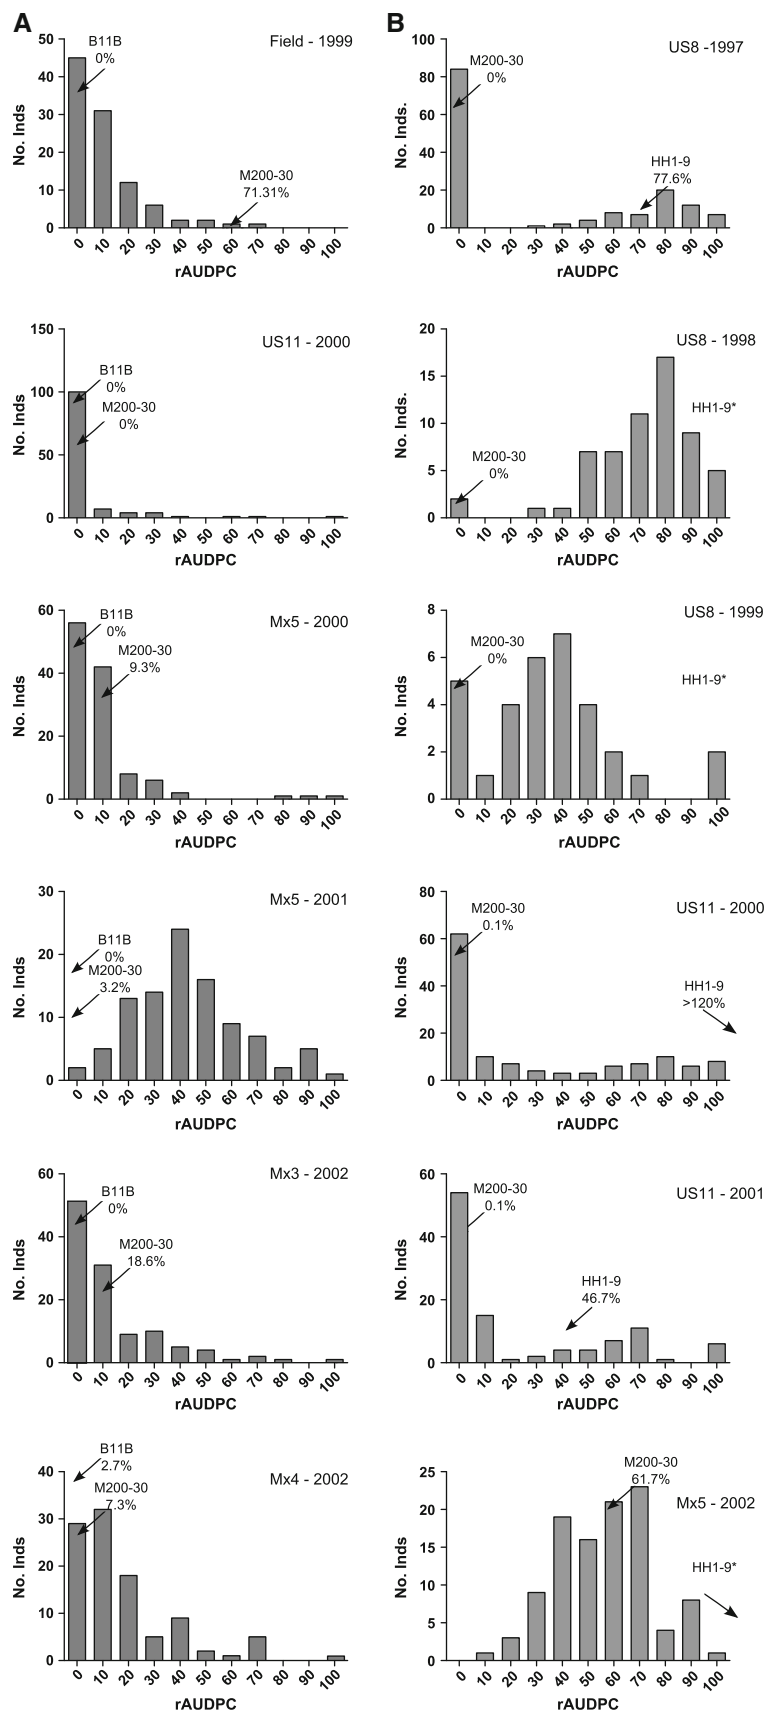 A
B
Field - 1999
B11B
0%
M200-30
71.31%
No. Inds
50
40
30
20
10
0
0 10 20 30 40 50 60 70 80 90 100
rAUDPC
US8 -1997
M200-30
0%
HH1-9
77.6%
No. Inds.
100
80
60
40
20
0
0 10 20 30 40 50 60 70 80 90 100
rAUDPC
US11 - 2000
B11B
0%
M200-30
0%
No. Inds
150
100
50
0
0 10 20 30 40 50 60 70 80 90 100
rAUDPC
US8 - 1998
HH1-9*
M200-30
0%
No. Inds.
20
15
10
5
0
0 10 20 30 40 50 60 70 80 90 100
rAUDPC
Mx5 - 2000
B11B
0%
M200-30
9.3%
No. Inds
60
40
20
0
0 10 20 30 40 50 60 70 80 90 100
rAUDPC
US8 - 1999
M200-30
0%
HH1-9*
No. Inds
8
6
4
2
0
0 10 20 30 40 50 60 70 80 90 100
rAUDPC
Mx5 - 2001
B11B
0%
M200-30
3.2%
No. Inds
30
20
10
0
0 10 20 30 40 50 60 70 80 90 100
rAUDPC
US11 - 2000
M200-30
0.1%
HH1-9
>120%
No. Inds
80
60
40
20
0
0 10 20 30 40 50 60 70 80 90 100
rAUDPC
Mx3 - 2002
B11B
0%
M200-30
18.6%
No. Inds
60
40
20
0
0 10 20 30 40 50 60 70 80 90 100
rAUDPC
US11 - 2001
M200-30
0.1%
HH1-9
46.7%
No. Inds
60
40
20
0
0 10 20 30 40 50 60 70 80 90 100
rAUDPC
Mx4 - 2002
B11B
2.7%
M200-30
7.3%
No. Inds
40
30
20
10
0
0 10 20 30 40 50 60 70 80 90 100
rAUDPC
M200-30
61.7%
Mx5 - 2002
HH1-9*
No. Inds
25
20
15
10
5
0
0 10 20 30 40 50 60 70 80 90 100
rAUDPC